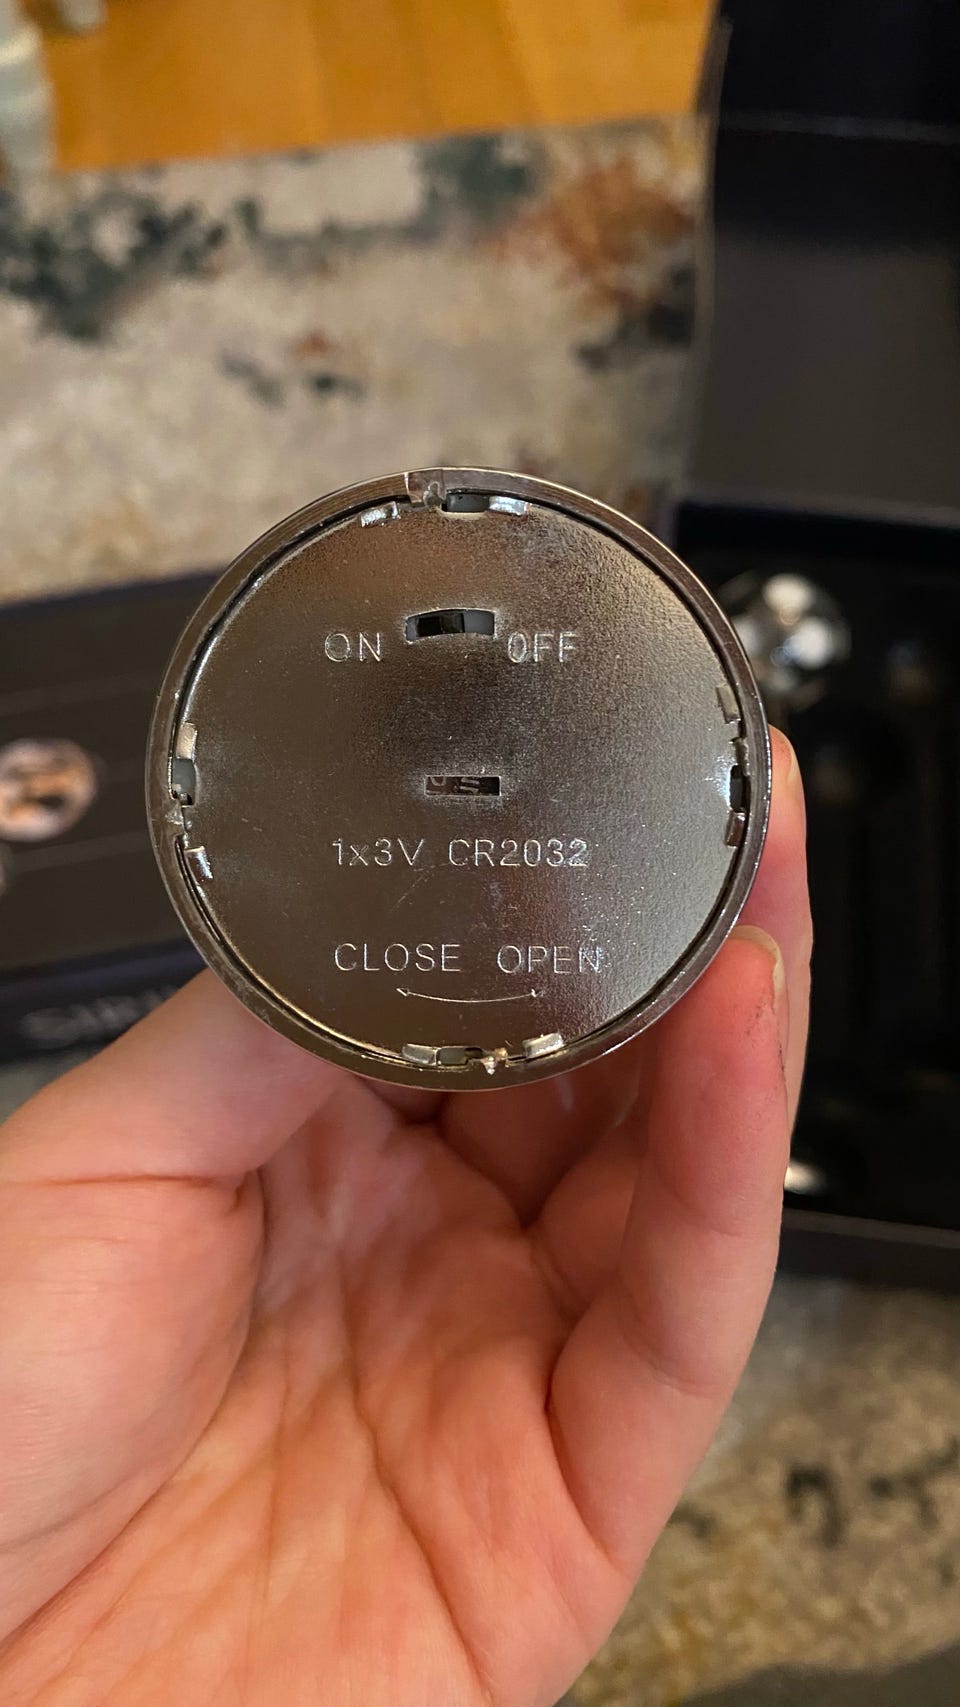 ON OFF
1x3V CR2032
CLOSE OPEN